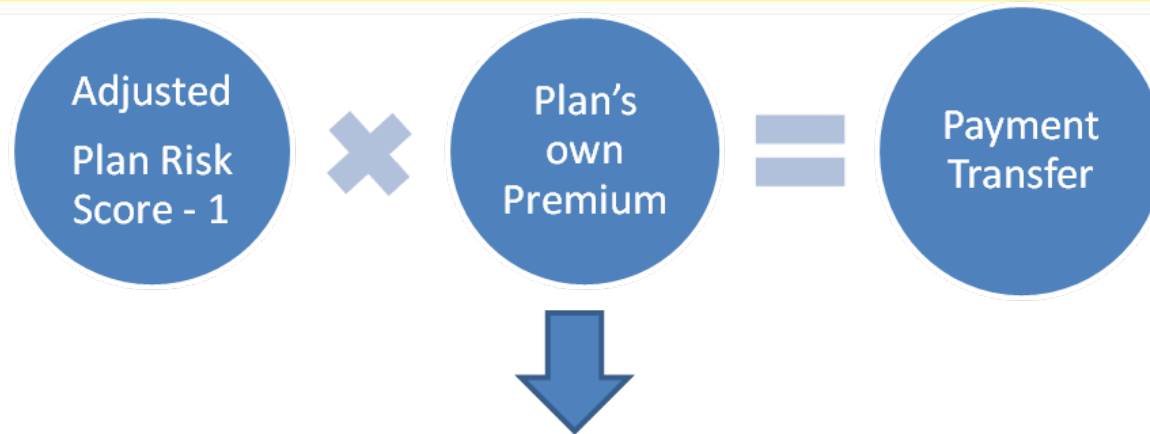 Adjusted
Plan Risk
Score - 1
Plan's
own
Premium
Payment
Transfer